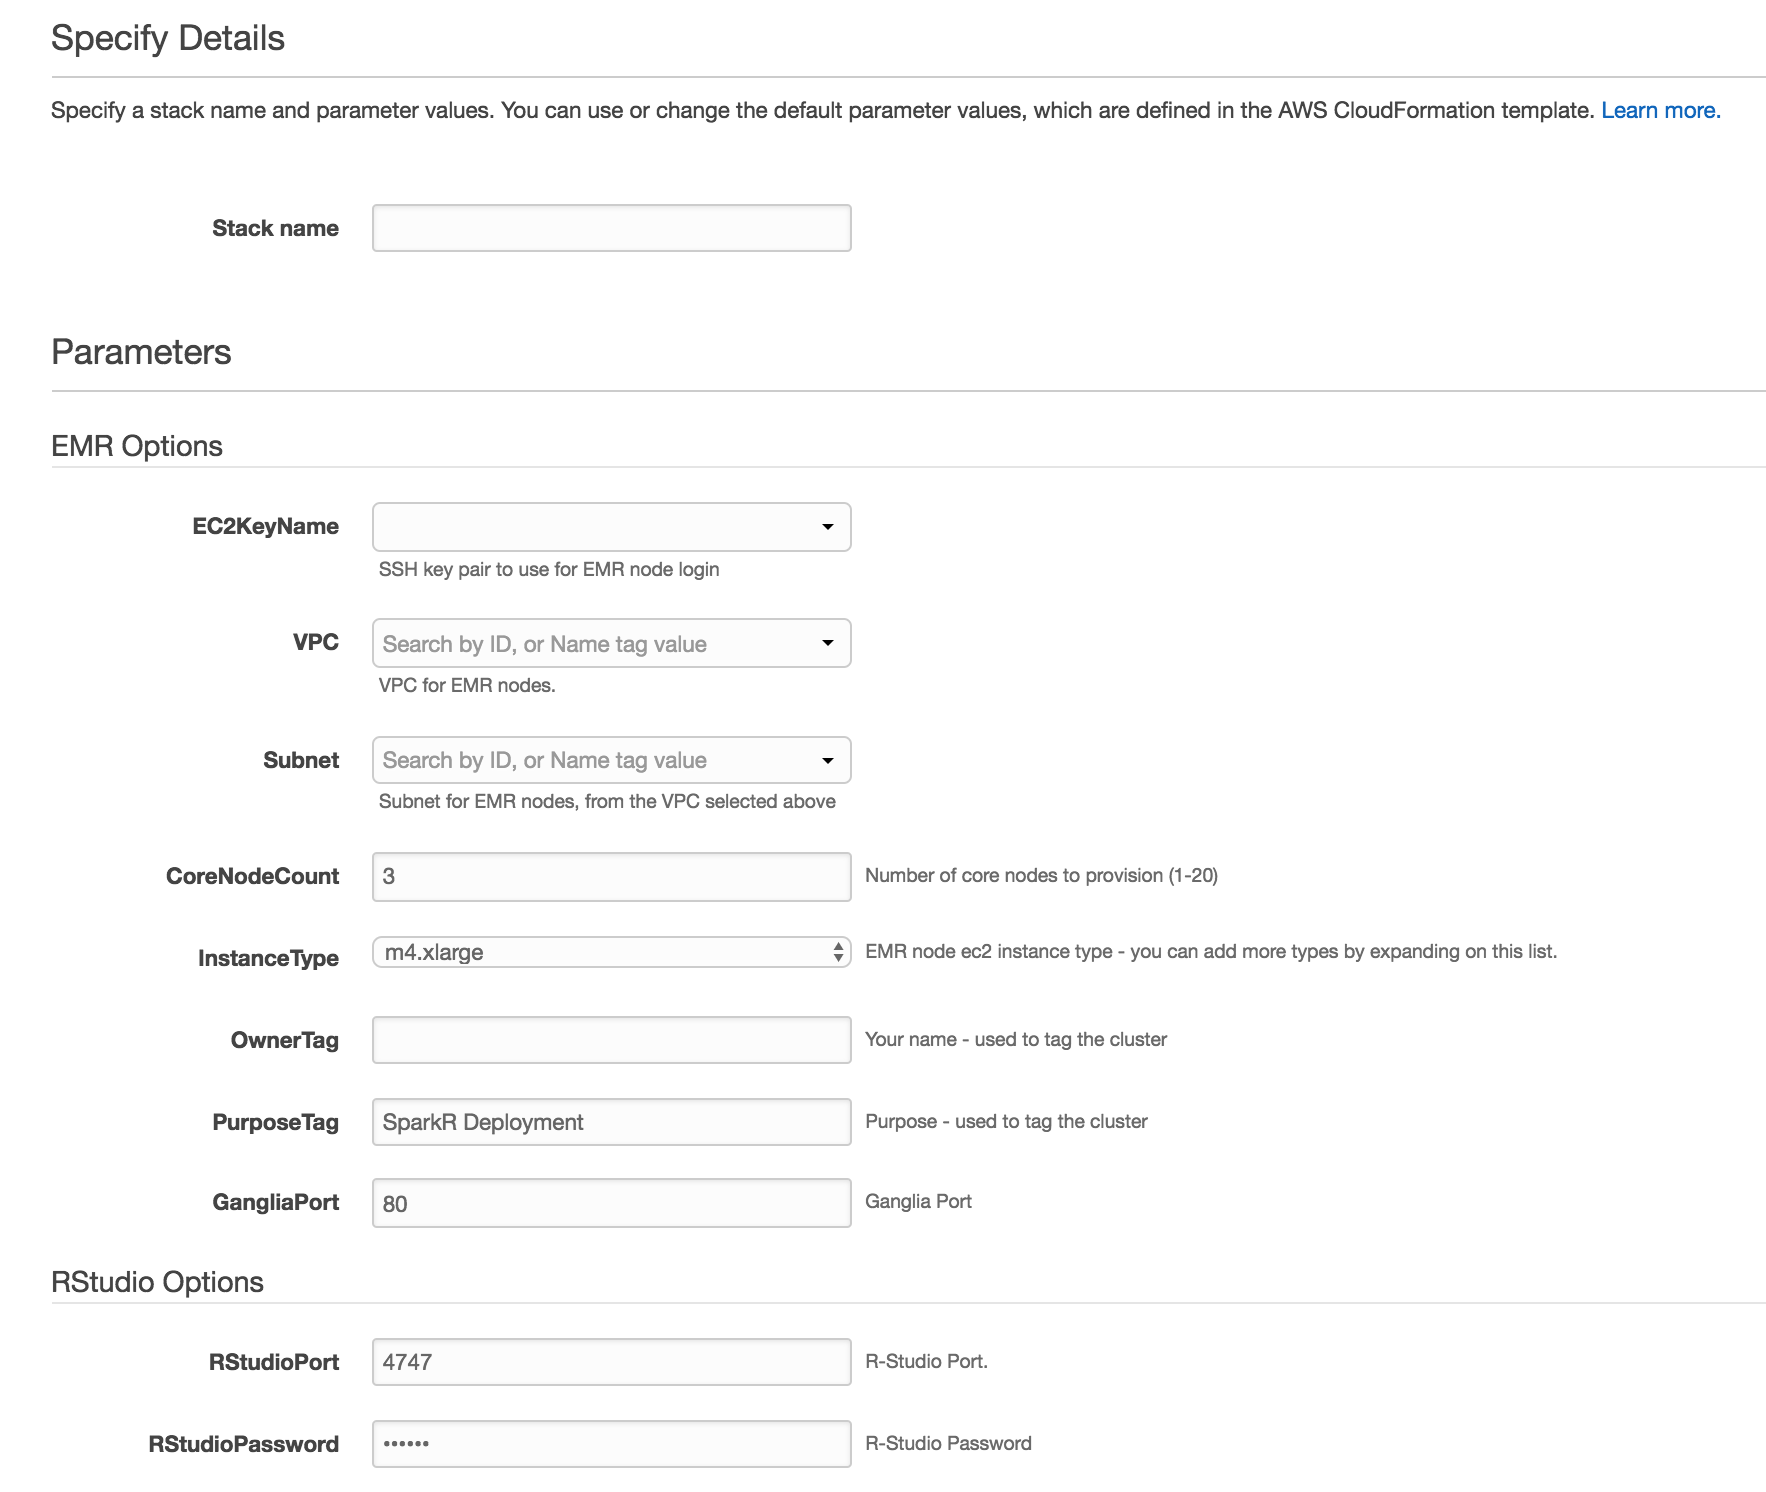 Specify Details
Specify a stack name and parameter values. You can use or change the default parameter values, which are defined in the AWS CloudFormation template. Learn more.
Stack name
Parameters
EMR Options
EC2KeyName
SSH key pair to use for EMR node login
VPC Search by ID, or Name tag value
VPC for EMR nodes.
Subnet Search by ID, or Name tag value
Subnet for EMR nodes, from the VPC selected above
CoreNodeCount 3 Number of core nodes to provision (1-20)
InstanceType m4.xlarge EMR node ec2 instance type - you can add more types by expanding on this list.
OwnerTag Your name - used to tag the cluster
PurposeTag SparkR Deployment Purpose - used to tag the cluster
GangliaPort 80 Ganglia Port
RStudio Options
RStudioPort 4747 R-Studio Port.
RStudioPassword •••••• R-Studio Password